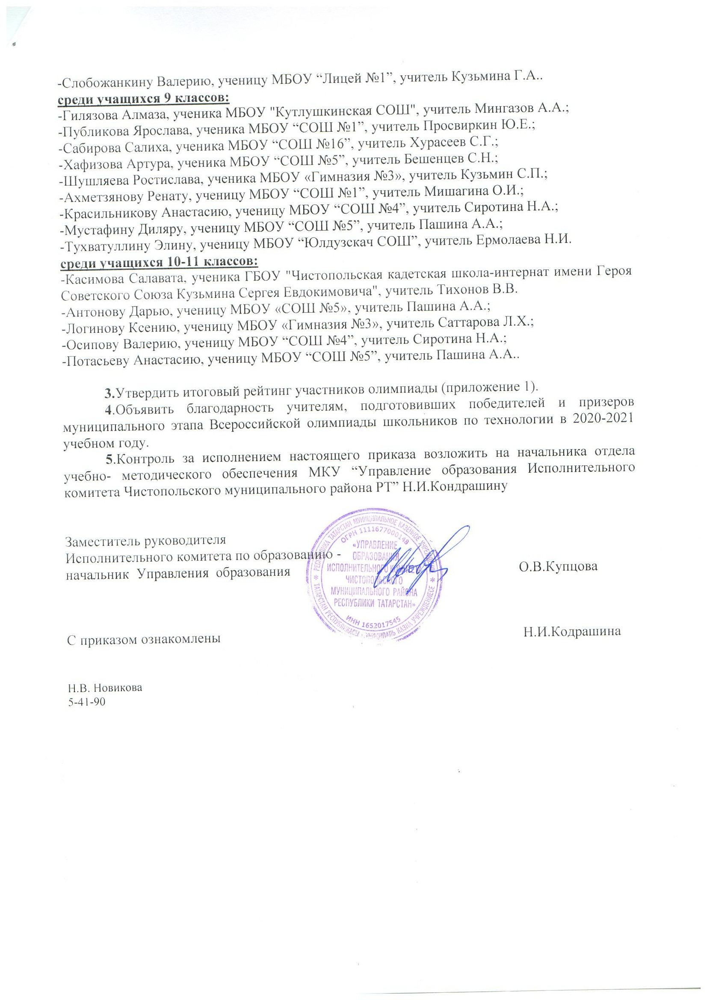 -Слобожанкину Валерию, ученицу МБОУ “Лицей №1”, учитель Кузьмина Г.А..
среди учащихся 9 классов:
-Гилязова Алмаза, ученика МБОУ "Кутлушкинская СОШ", учитель Мингазов А.А.;
-Публикова Ярослава, ученика МБОУ “СОШ №1”, учитель Просвиркин Ю.Е.;
-Сабирова Салиха, ученика МБОУ “СОШ №16”, учитель Хурасеев С.Г.;
-Хафизова Артура, ученика МБОУ “СОШ №5”, учитель Бешенцев С.Н.;
-Шушляева Ростислава, ученика МБОУ «Гимназия №3», учитель Кузьмин С.П.;
-Ахметзянову Ренату, ученицу МБОУ “СОШ №1”, учитель Мишагина О.И.;
-Красильникову Анастасию, ученицу МБОУ “СОШ №4”, учитель Сиротина Н.А.;
-Мустафину Диляру, ученицу МБОУ “СОШ №5”, учитель Пашина А.А.;
-Тухватуллину Элину, ученицу МБОУ “Юлдузскач СОШ”, учитель Ермолаева Н.И.
среди учащихся 10-11 классов:
-Касимова Салавата, ученика ГБОУ "Чистопольская кадетская школа-интернат имени Героя
Советского Союза Кузьмина Сергея Евдокимовича", учитель Тихонов В.В.
-Антонову Дарью, ученицу МБОУ «СОШ №5», учитель Пашина А.А.;
-Логинову Ксению, ученицу МБОУ «Гимназия №3», учитель Саттарова Л.Х.;
-Осипову Валерию, ученицу МБОУ “СОШ №4”, учитель Сиротина Н.А.;
-Потасьеву Анастасию, ученицу МБОУ “СОШ №5”, учитель Пашина А.А..
3.Утвердить итоговый рейтинг участников олимпиады (приложение 1).
4.Объявить благодарность учителям, подготовивших победителей и призеров
муниципального этапа Всероссийской олимпиады школьников по технологии в 2020-2021
учебном году.
5.Контроль за исполнением настоящего приказа возложить на начальника отдела
учебно- методического обеспечения МКУ “Управление образования Исполнительного
комитета Чистопольского муниципального района РТ” Н.И.Кондрашину
Заместитель руководителя
Исполнительного комитета по образованию -
начальник Управления образования
О.В.Купцова
РЕСПУБЛИКА ТАТАРСТАН МУНИЦИПАЛЬНОЕ КАЗЕННОЕ УЧРЕЖДЕНИЕ
ОГРН 1111677000148
«УПРАВЛЕНИЕ
ОБРАЗОВАНИЯ
ИСПОЛНИТЕЛЬНОГО КОМИТЕТА
ЧИСТОПОЛЬСКОГО
МУНИЦИПАЛЬНОГО РАЙОНА
РЕСПУБЛИКИ ТАТАРСТАН»
ИНН 1652017545
ТАТАРСТАН РЕСПУБЛИКАСЫ МУНИЦИПАЛЬ КАЗНА УЧРЕЖДЕНИЕСЕ
С приказом ознакомлены
Н.И.Кодрашина
Н.В. Новикова
5-41-90